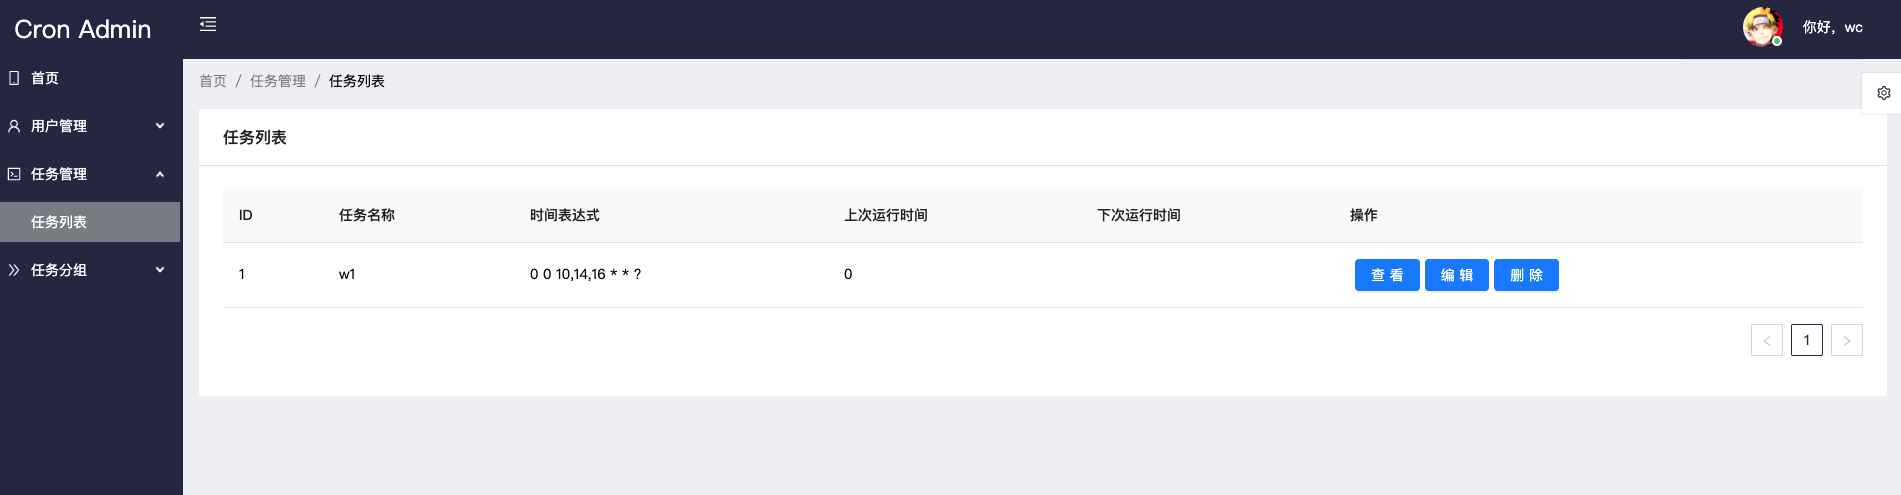 Cron Admin
你好，wc
首页
用户管理
任务管理
任务列表
任务分组
首页 / 任务管理 / 任务列表
任务列表
ID 任务名称 时间表达式 上次运行时间 下次运行时间 操作
1 w1 0 0 10,14,16 * * ? 0 查 看 编 辑 删 除
< 1 >